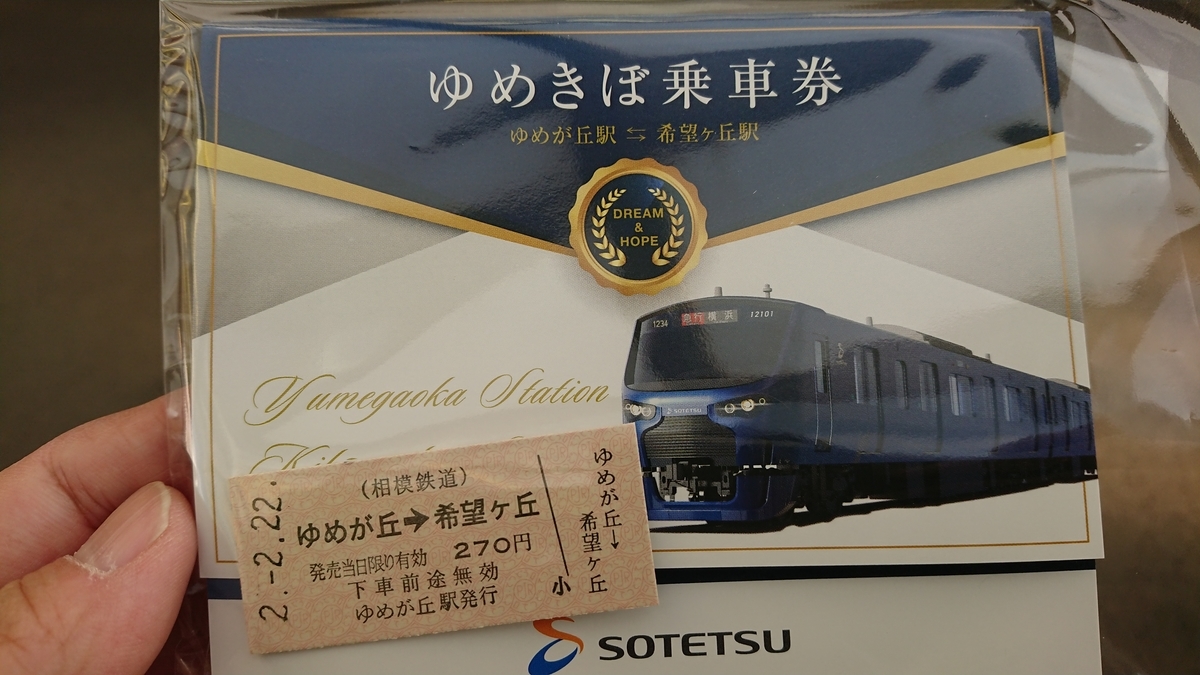 ゆめきぼ乗車券
ゆめが丘駅 ⇆ 希望ヶ丘駅
DREAM
&
HOPE
1234
急行 横浜
12101
SOTETSU
Yumegaoka Station
(相模鉄道)
ゆめが丘➔希望ケ丘
発売当日限り有効 270円
下車前途無効
ゆめが丘駅発行
2.-2.22.
小
ゆめが丘→
希望ケ丘
SOTETSU